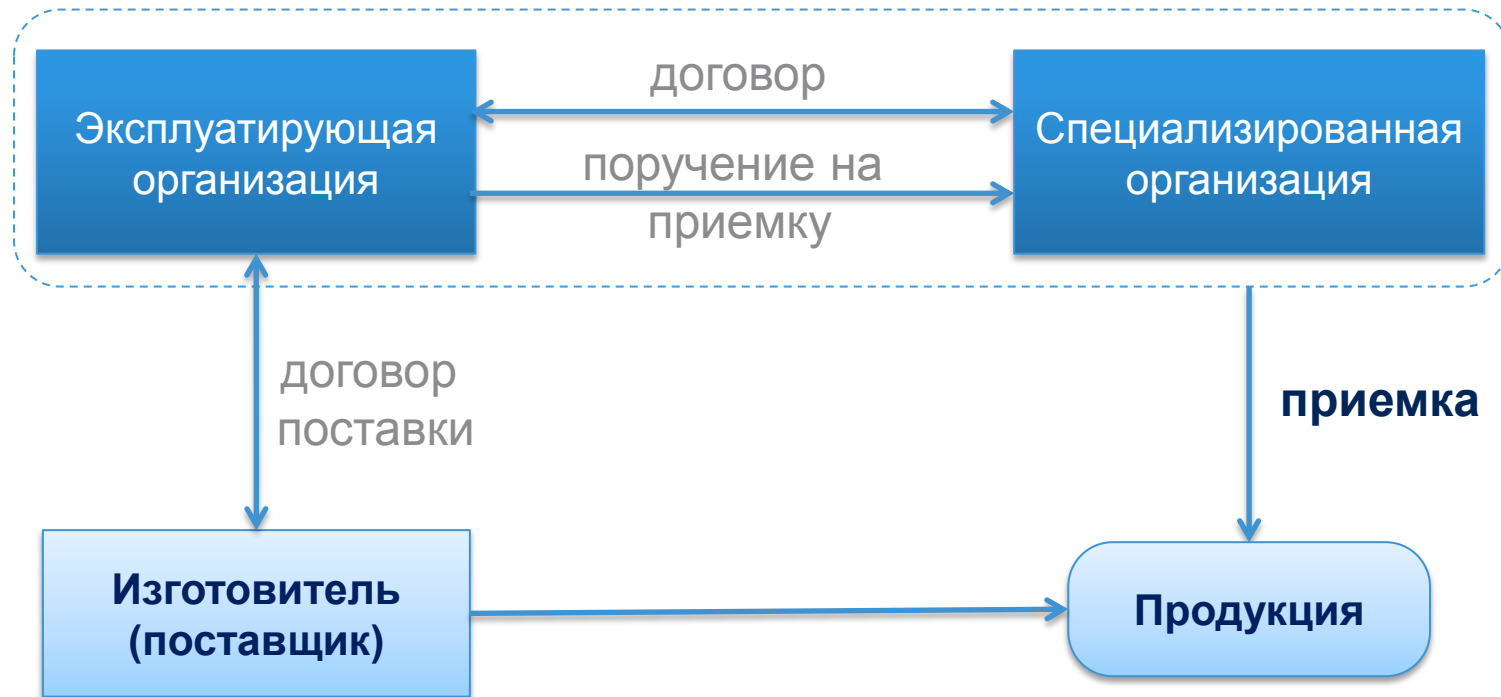 договор
Эксплуатирующая
организация
поручение на
приемку
Специализированная
организация
договор
поставки
приемка
Изготовитель
(поставщик)
Продукция